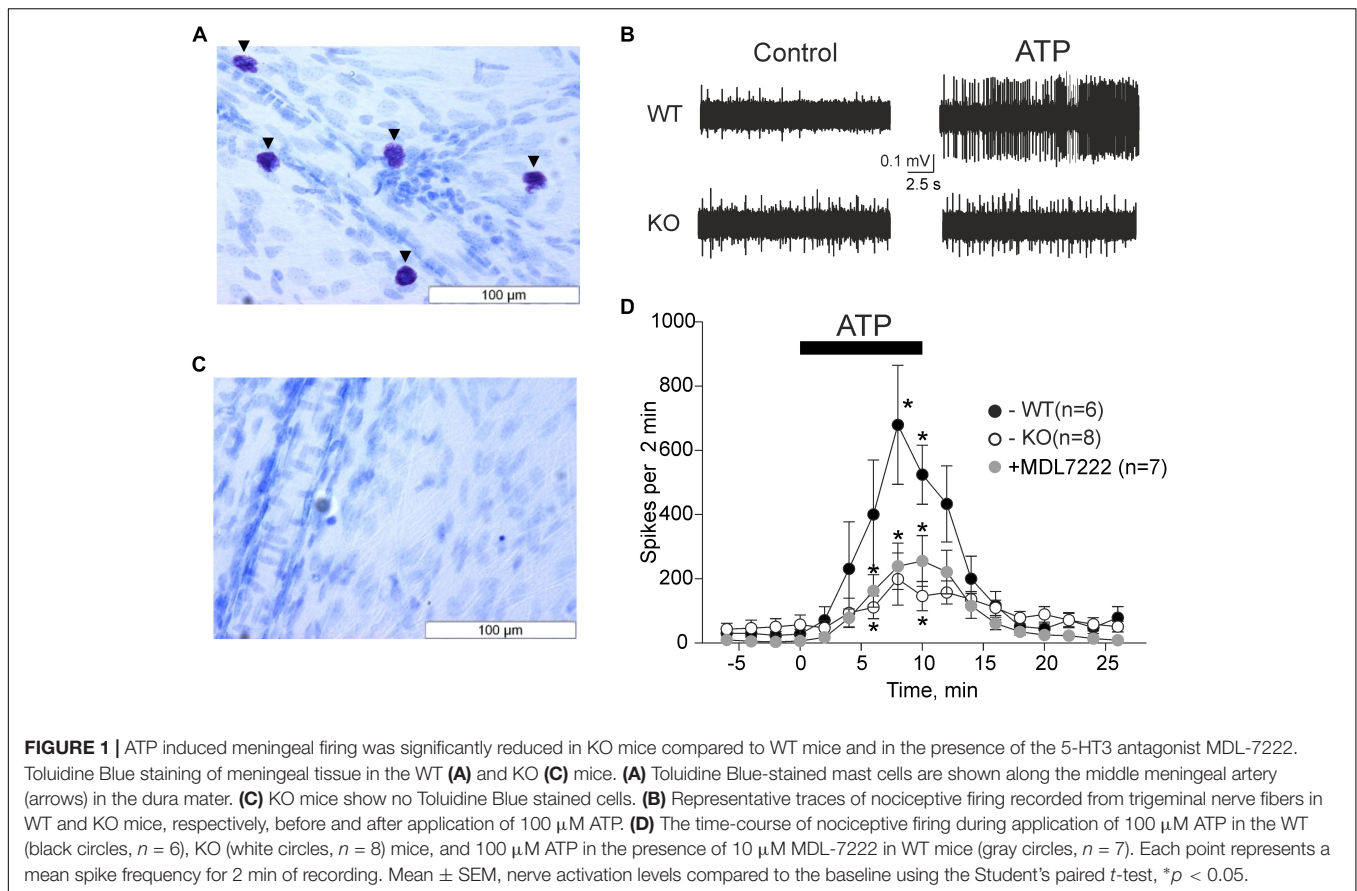 A
100 µm
B
Control
ATP
WT
0.1 mV
2.5 s
KO
C
100 µm
D
ATP
1000
800
600
400
200
0
Spikes per 2 min
-5 0 5 10 15 20 25
Time, min
- WT(n=6)
- KO(n=8)
+MDL7222 (n=7)
*
*
*
*
*
*
*
FIGURE 1 | ATP induced meningeal firing was significantly reduced in KO mice compared to WT mice and in the presence of the 5-HT3 antagonist MDL-7222.
Toluidine Blue staining of meningeal tissue in the WT (A) and KO (C) mice. (A) Toluidine Blue-stained mast cells are shown along the middle meningeal artery
(arrows) in the dura mater. (C) KO mice show no Toluidine Blue stained cells. (B) Representative traces of nociceptive firing recorded from trigeminal nerve fibers in
WT and KO mice, respectively, before and after application of 100 µM ATP. (D) The time-course of nociceptive firing during application of 100 µM ATP in the WT
(black circles, n = 6), KO (white circles, n = 8) mice, and 100 µM ATP in the presence of 10 µM MDL-7222 in WT mice (gray circles, n = 7). Each point represents a
mean spike frequency for 2 min of recording. Mean ± SEM, nerve activation levels compared to the baseline using the Student's paired t-test, *p < 0.05.